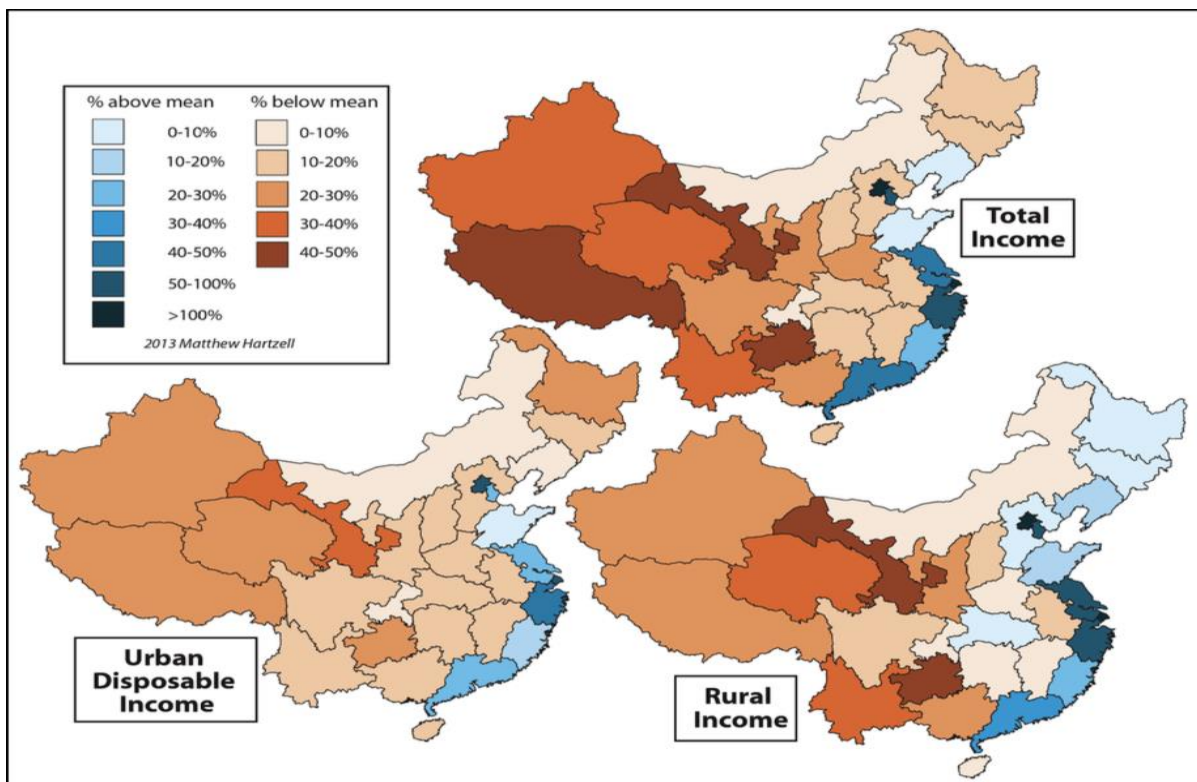 % above mean % below mean
0-10% 0-10%
10-20% 10-20%
20-30% 20-30%
30-40% 30-40%
40-50% 40-50%
50-100%
>100%
2013 Matthew Hartzell
Total
Income
Urban
Disposable
Income
Rural
Income